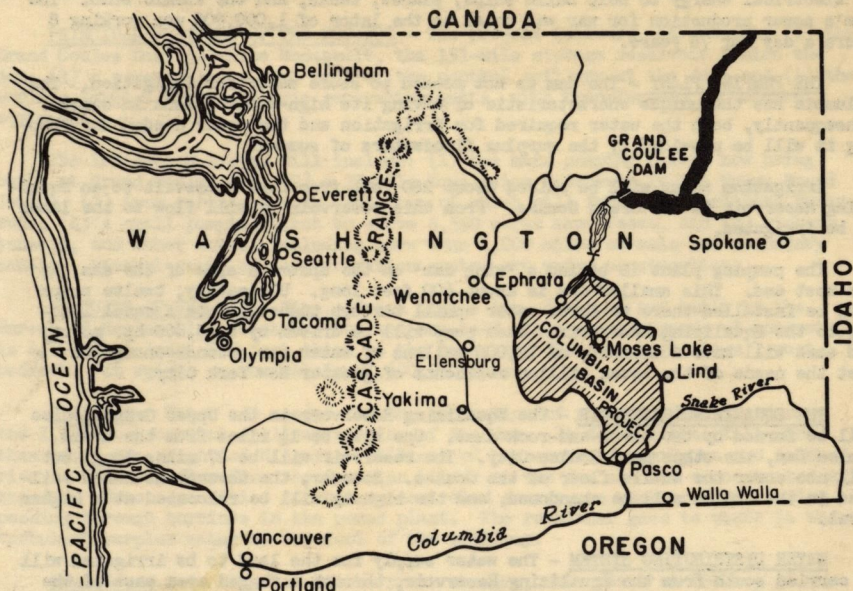 CANADA
Bellingham
GRAND
COULEE
DAM
Everett
WASHINGTON
Spokane
Seattle
CASCADE RANGE
Wenatchee
Ephrata
Tacoma
Olympia
IDAHO
COLUMBIA
BASIN
PROJECT
Moses Lake
Ellensburg
Lind
PACIFIC OCEAN
Yakima
Snake River
Pasco
Walla Walla
Columbia River
Vancouver
OREGON
Portland